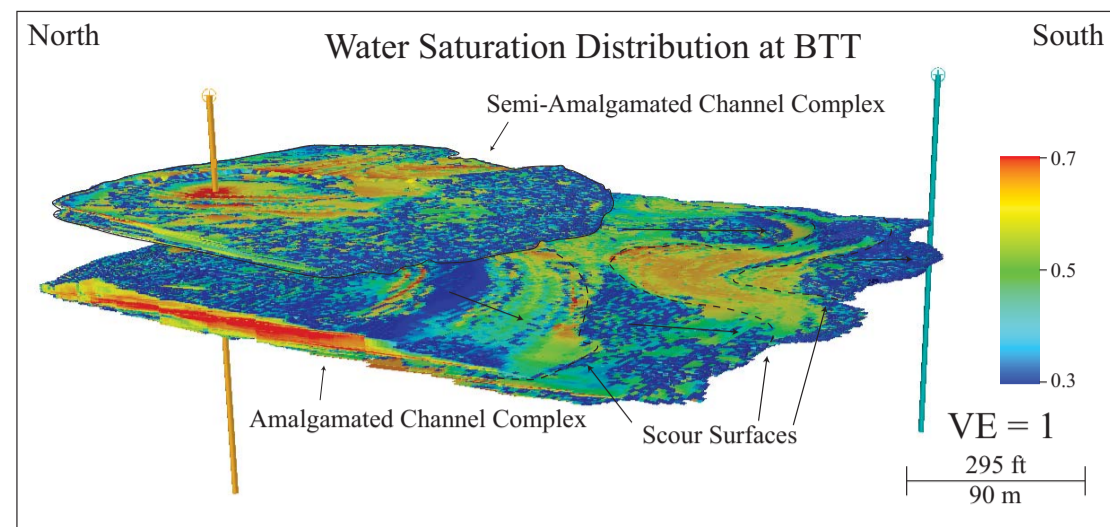 North
Water Saturation Distribution at BTT
South
Semi-Amalgamated Channel Complex
0.7
0.5
0.3
Amalgamated Channel Complex
Scour Surfaces
VE = 1
295 ft
90 m